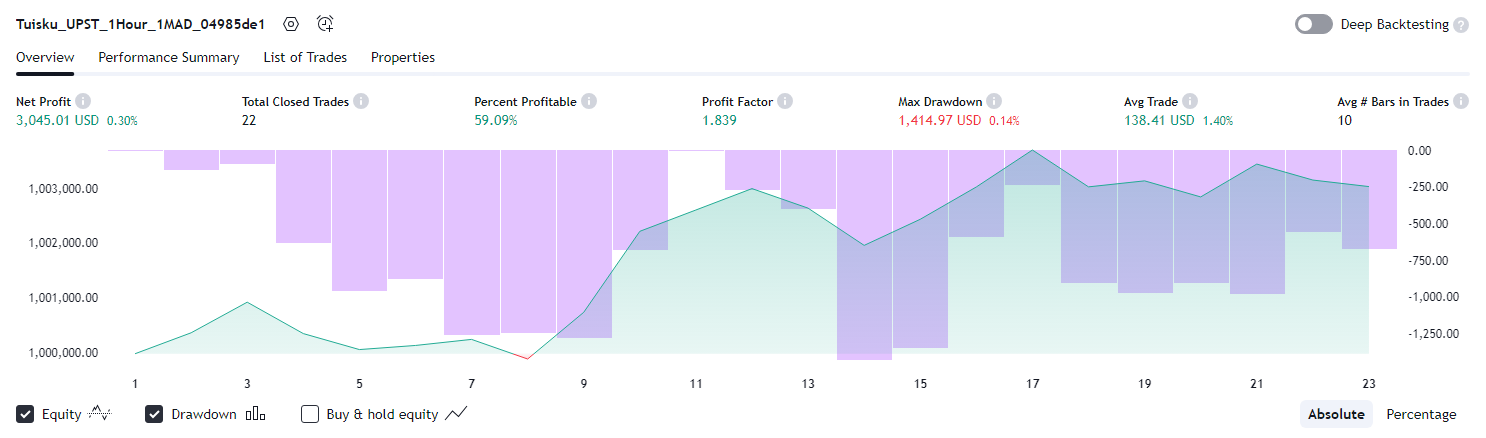 Tuisku_UPST_1Hour_1MAD_04985de1 Deep Backtesting ?
Overview Performance Summary List of Trades Properties
Net Profit Total Closed Trades Percent Profitable Profit Factor Max Drawdown Avg Trade Avg # Bars in Trades
3,045.01 USD 0.30% 22 59.09% 1.839 1,414.97 USD 0.14% 138.41 USD 1.40% 10
0.00
1,003,000.00 -250.00
-500.00
1,002,000.00
-750.00
1,001,000.00 -1,000.00
-1,250.00
1,000,000.00
1 3 5 7 9 11 13 15 17 19 21 23
Equity Drawdown Buy & hold equity Absolute Percentage